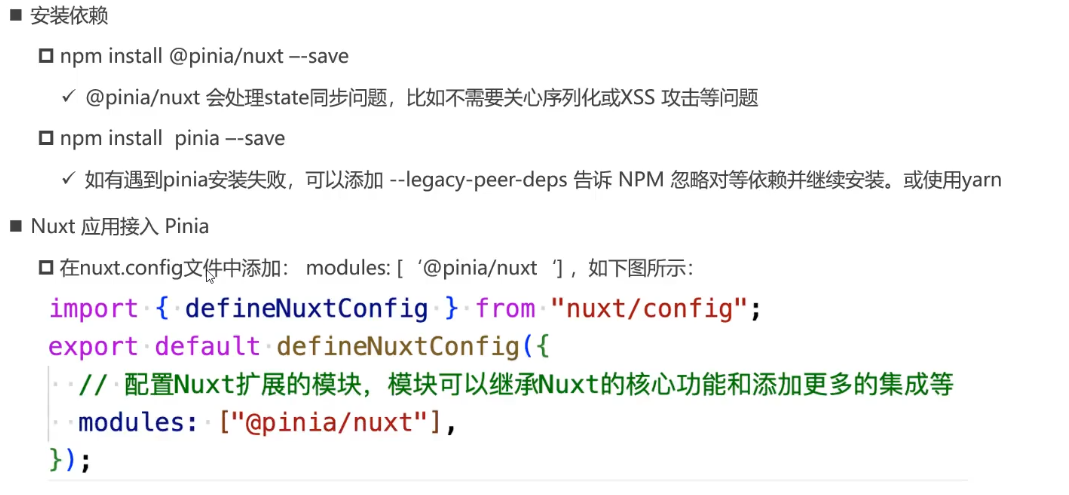 安装依赖
npm install @pinia/nuxt –-save
@pinia/nuxt 会处理state同步问题，比如不需要关心序列化或XSS 攻击等问题
npm install  pinia –-save
如有遇到pinia安装失败，可以添加 --legacy-peer-deps 告诉 NPM 忽略对等依赖并继续安装。或使用yarn
Nuxt 应用接入 Pinia
在nuxt.config文件中添加： modules: [‘@pinia/nuxt‘] ，如下图所示：
import { defineNuxtConfig } from "nuxt/config";
export default defineNuxtConfig({
// 配置Nuxt扩展的模块，模块可以继承Nuxt的核心功能和添加更多的集成等
modules: ["@pinia/nuxt"],
});